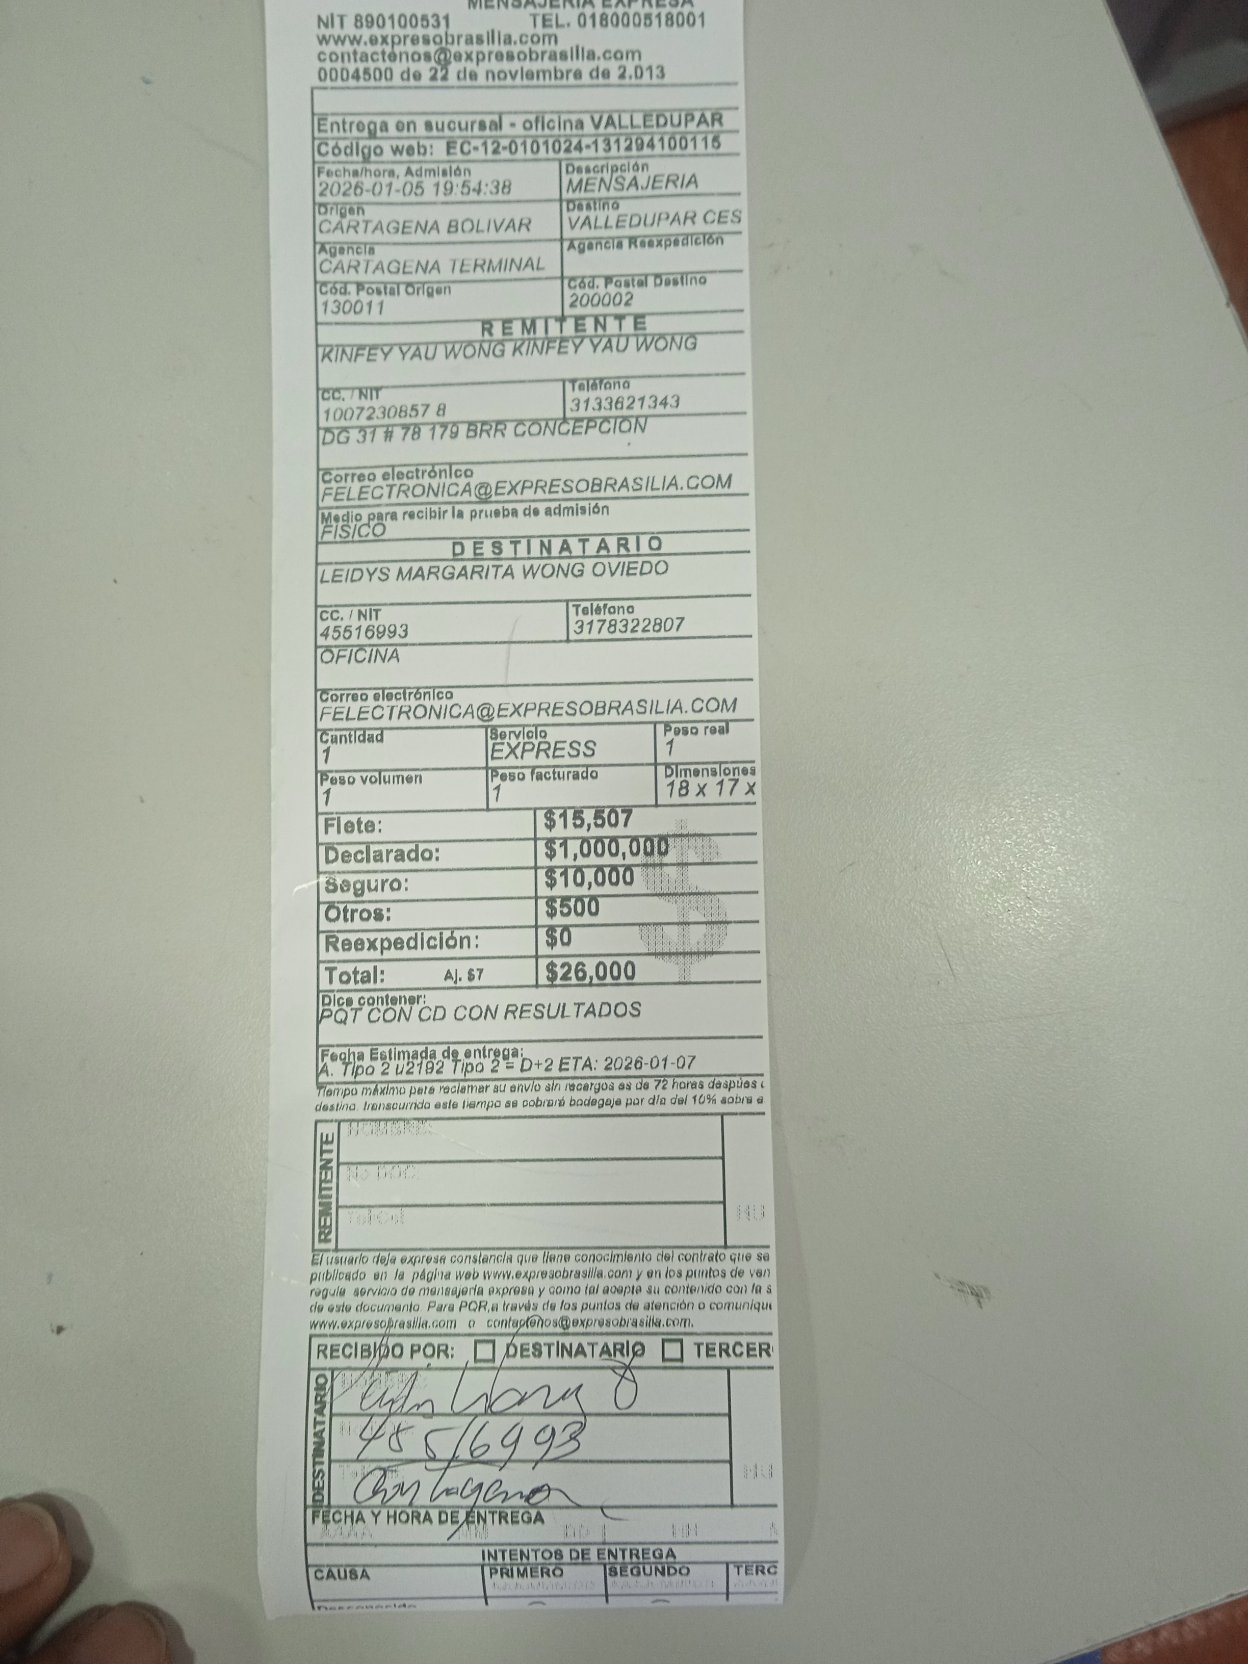 MENSAJERIA EXPRESA
NIT 890100531 TEL. 018000518001
www.expresobrasilia.com
contactenos@expresobrasilia.com
0004500 de 22 de noviembre de 2.013
Entrega en sucursal - oficina VALLEDUPAR
Código web: EC-12-0101024-131294100115
Fecha/hora, Admisión Descripción
2026-01-05 19:54:38 MENSAJERIA
Origen Destino
CARTAGENA BOLIVAR VALLEDUPAR CES
Agencia Agencia Reexpedición
CARTAGENA TERMINAL
Cód. Postal Origen Cód. Postal Destino
130011 200002
REMITENTE
KINFEY YAU WONG KINFEY YAU WONG
CC. / NIT Teléfono
1007230857 8 3133621343
DG 31 # 78 179 BRR CONCEPCION
Correo electrónico
FELECTRONICA@EXPRESOBRASILIA.COM
Medio para recibir la prueba de admisión
FISICO
DESTINATARIO
LEIDYS MARGARITA WONG OVIEDO
CC. / NIT Teléfono
45516993 3178322807
OFICINA
Correo electrónico
FELECTRONICA@EXPRESOBRASILIA.COM
Cantidad Servicio Peso real
1 EXPRESS 1
Peso volumen Peso facturado Dimensiones
1 1 18 x 17 x
Flete: $15,507
Declarado: $1,000,000
Seguro: $10,000
Otros: $500
Reexpedición: $0
Total: Aj. $7 $26,000
Dice contener:
PQT CON CD CON RESULTADOS
Fecha Estimada de entrega:
A. Tipo 2 u2192 Tipo 2 = D+2 ETA: 2026-01-07
Tiempo máximo para reclamar su envío sin recargos es de 72 horas después
destino, transcurrido este tiempo se cobrará bodegaje por día del 10% sobre
REMITENTE
NOMBRE
No DOC
El usuario deja expresa constancia que tiene conocimiento del contrato que se
publicado en la página web www.expresobrasilia.com y en los puntos de ven
regula servicio de mensajería expresa y como tal acepta su contenido con la s
de este documento. Para PQR,a través de los puntos de atención o comuníque
www.expresobrasilia.com o contactenos@expresobrasilia.com.
RECIBIDO POR: DESTINATARIO TERCER
DESTINATARIO
45516993
Cartagena
FECHA Y HORA DE ENTREGA
INTENTOS DE ENTREGA
CAUSA PRIMERO SEGUNDO TERC